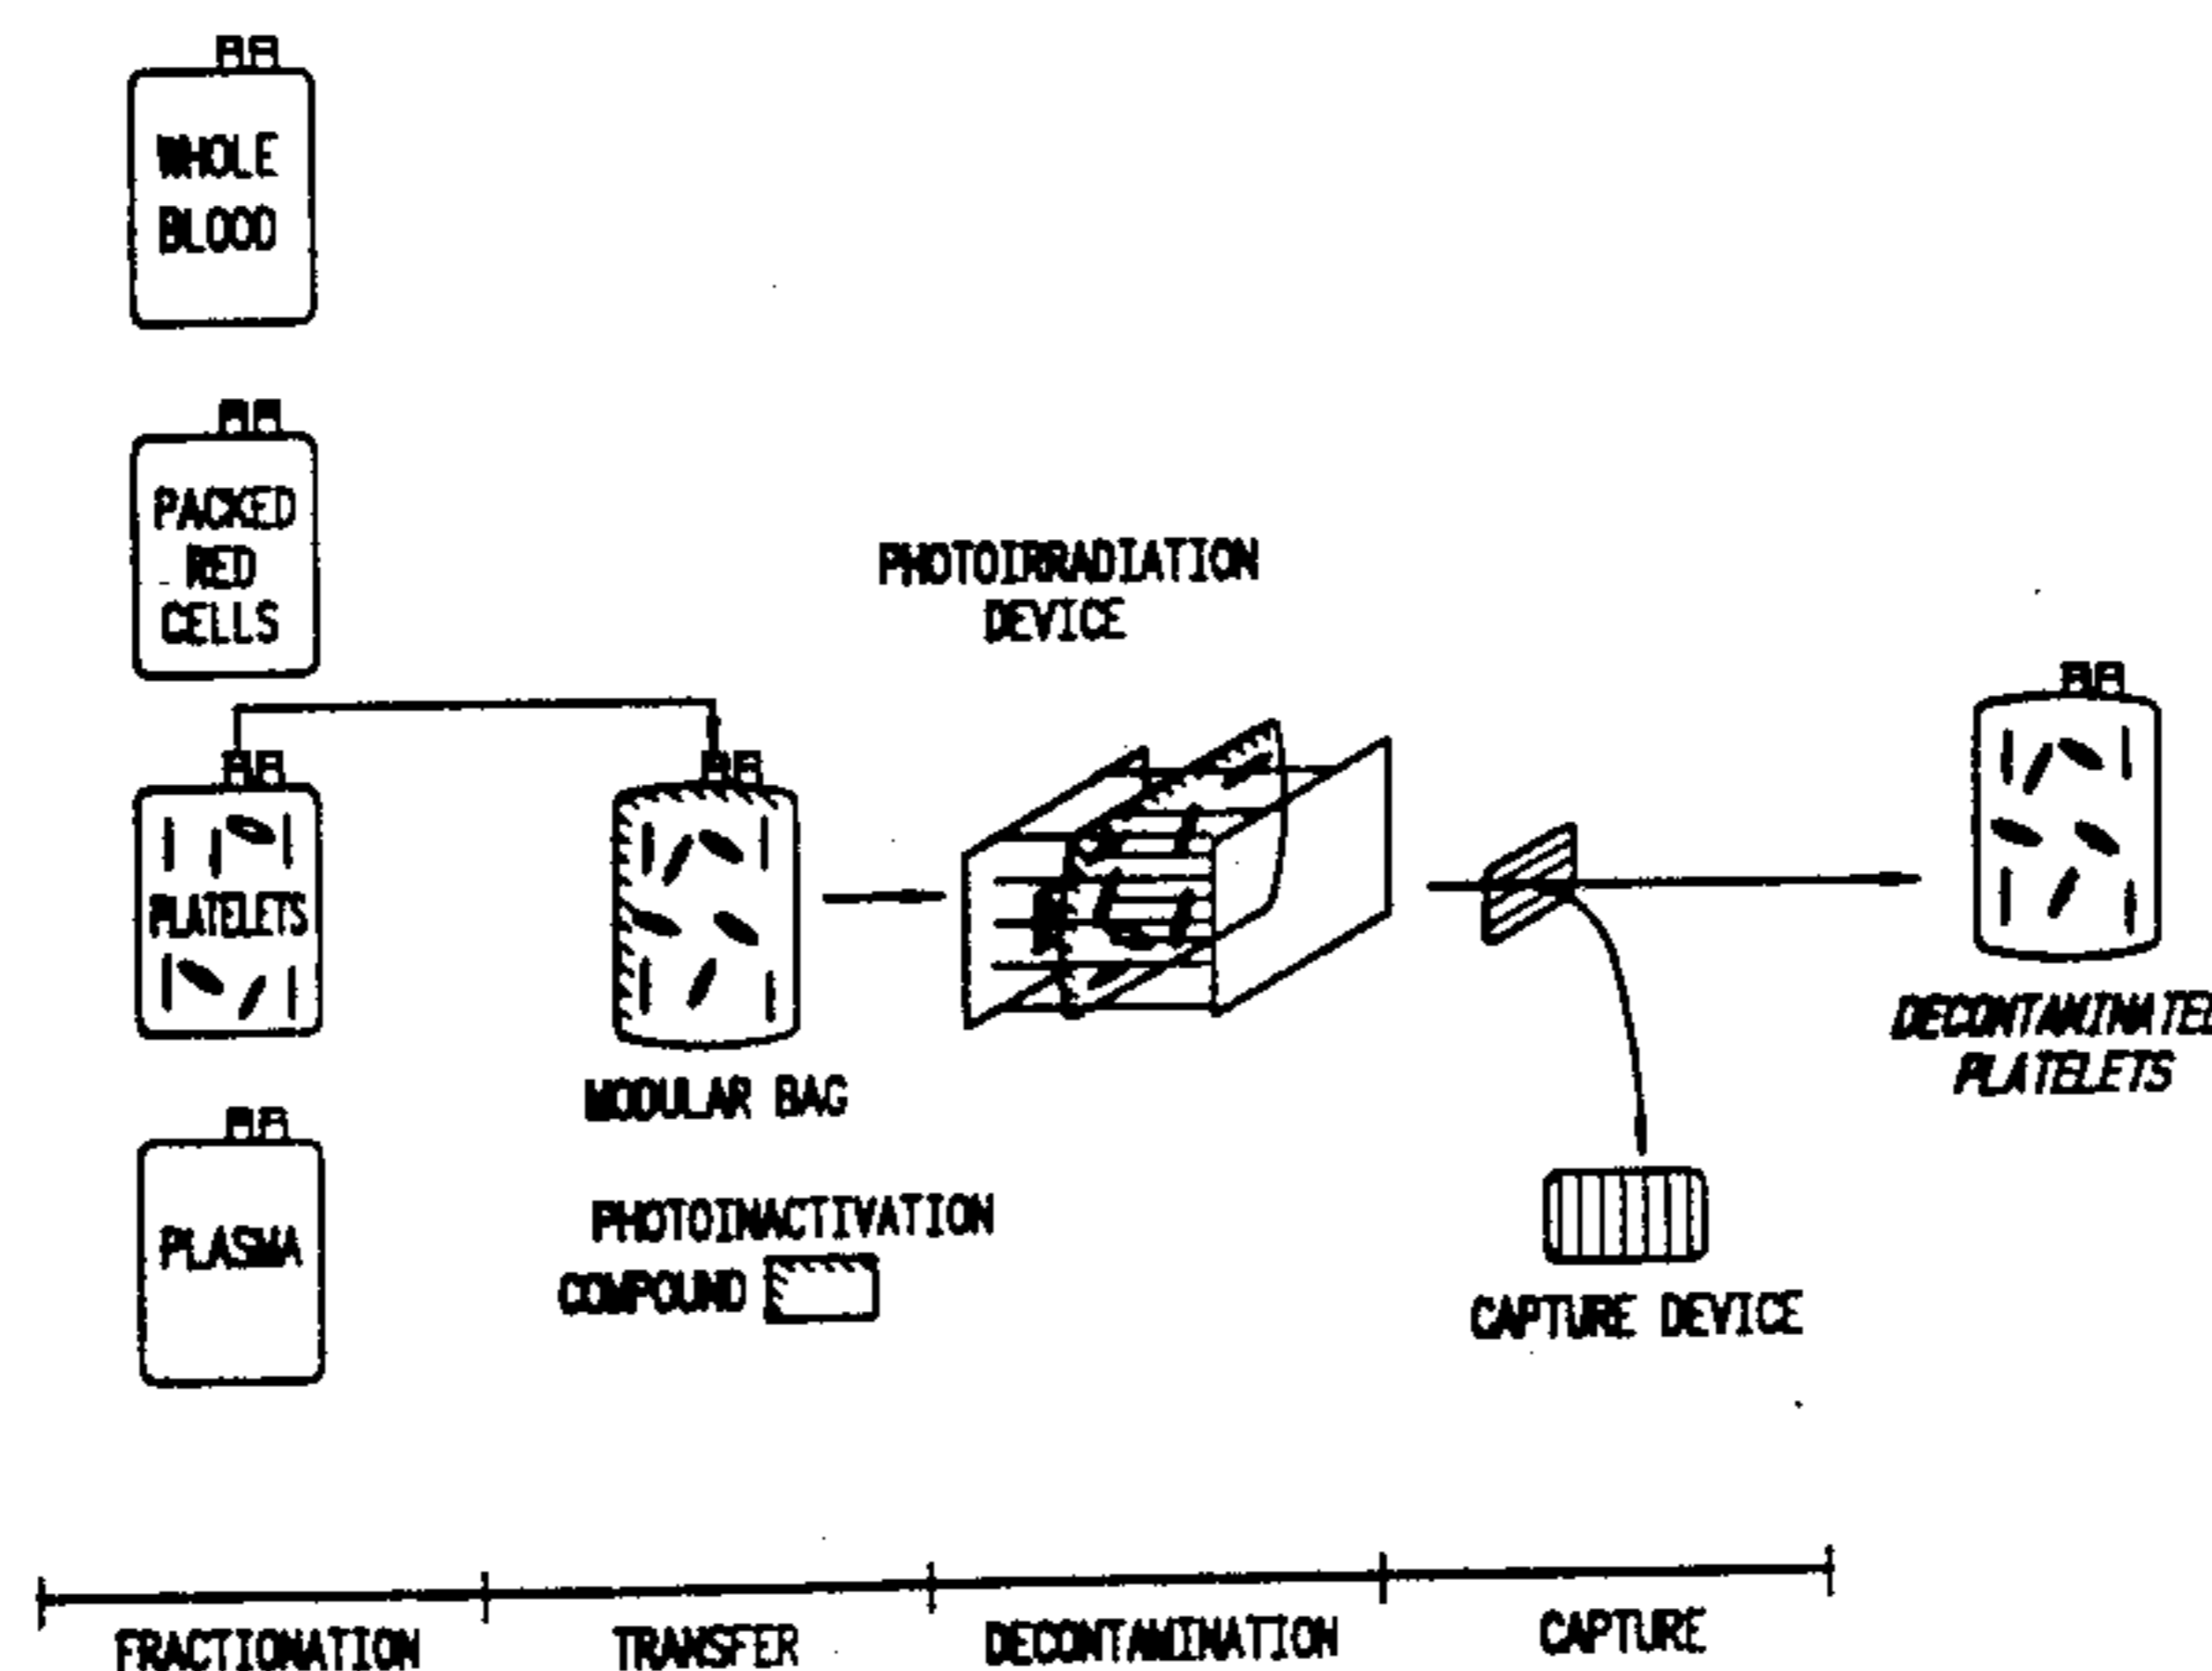 WHOLE
BLOOD
PACKED
RED
CELLS
PLATELETS
PLASMA
MODULAR BAG
PHOTOINACTIVATION
COMPOUND
PHOTOIRRADIATION
DEVICE
CAPTURE DEVICE
DECONTAMINATED
PLATELETS
FRACTIONATION
TRANSFER
DECONTAMINATION
CAPTURE